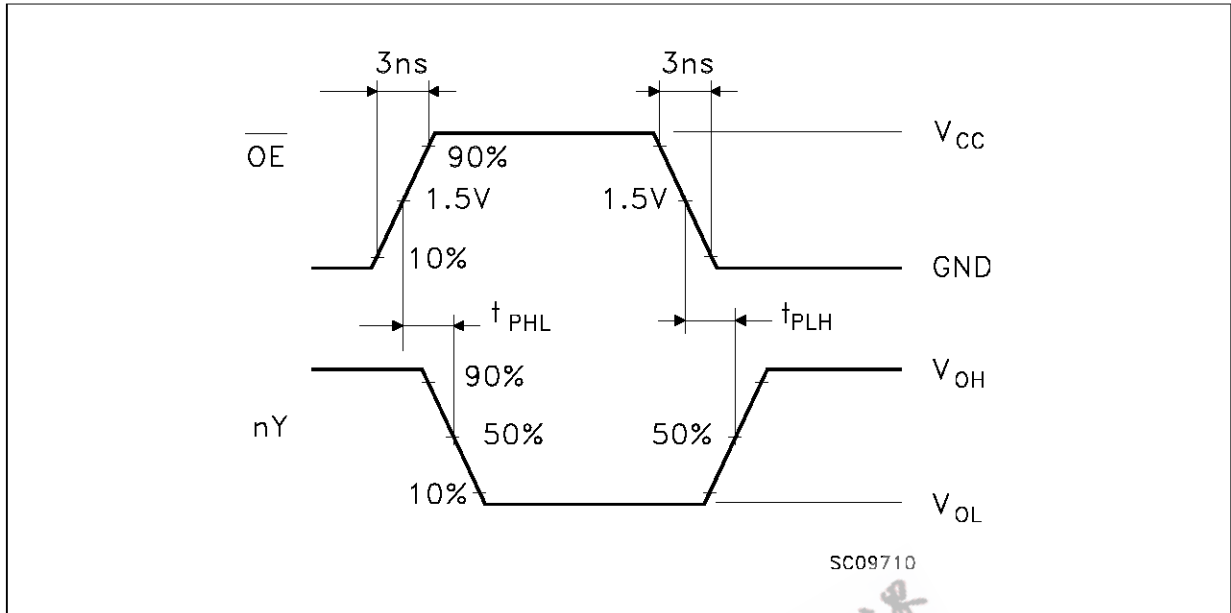 3ns 3ns
OE VCC
90%
1.5V 1.5V
10% GND
tPHL tPLH
90% VOH
nY 50% 50%
10% VOL
SC09710